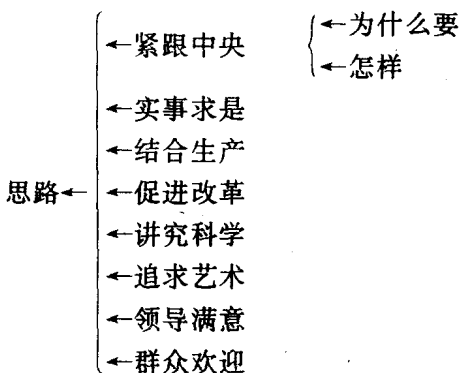 紧跟中央
←为什么要
←怎样
←实事求是
←结合生产
思路← ←促进改革
←讲究科学
←追求艺术
←领导满意
←群众欢迎